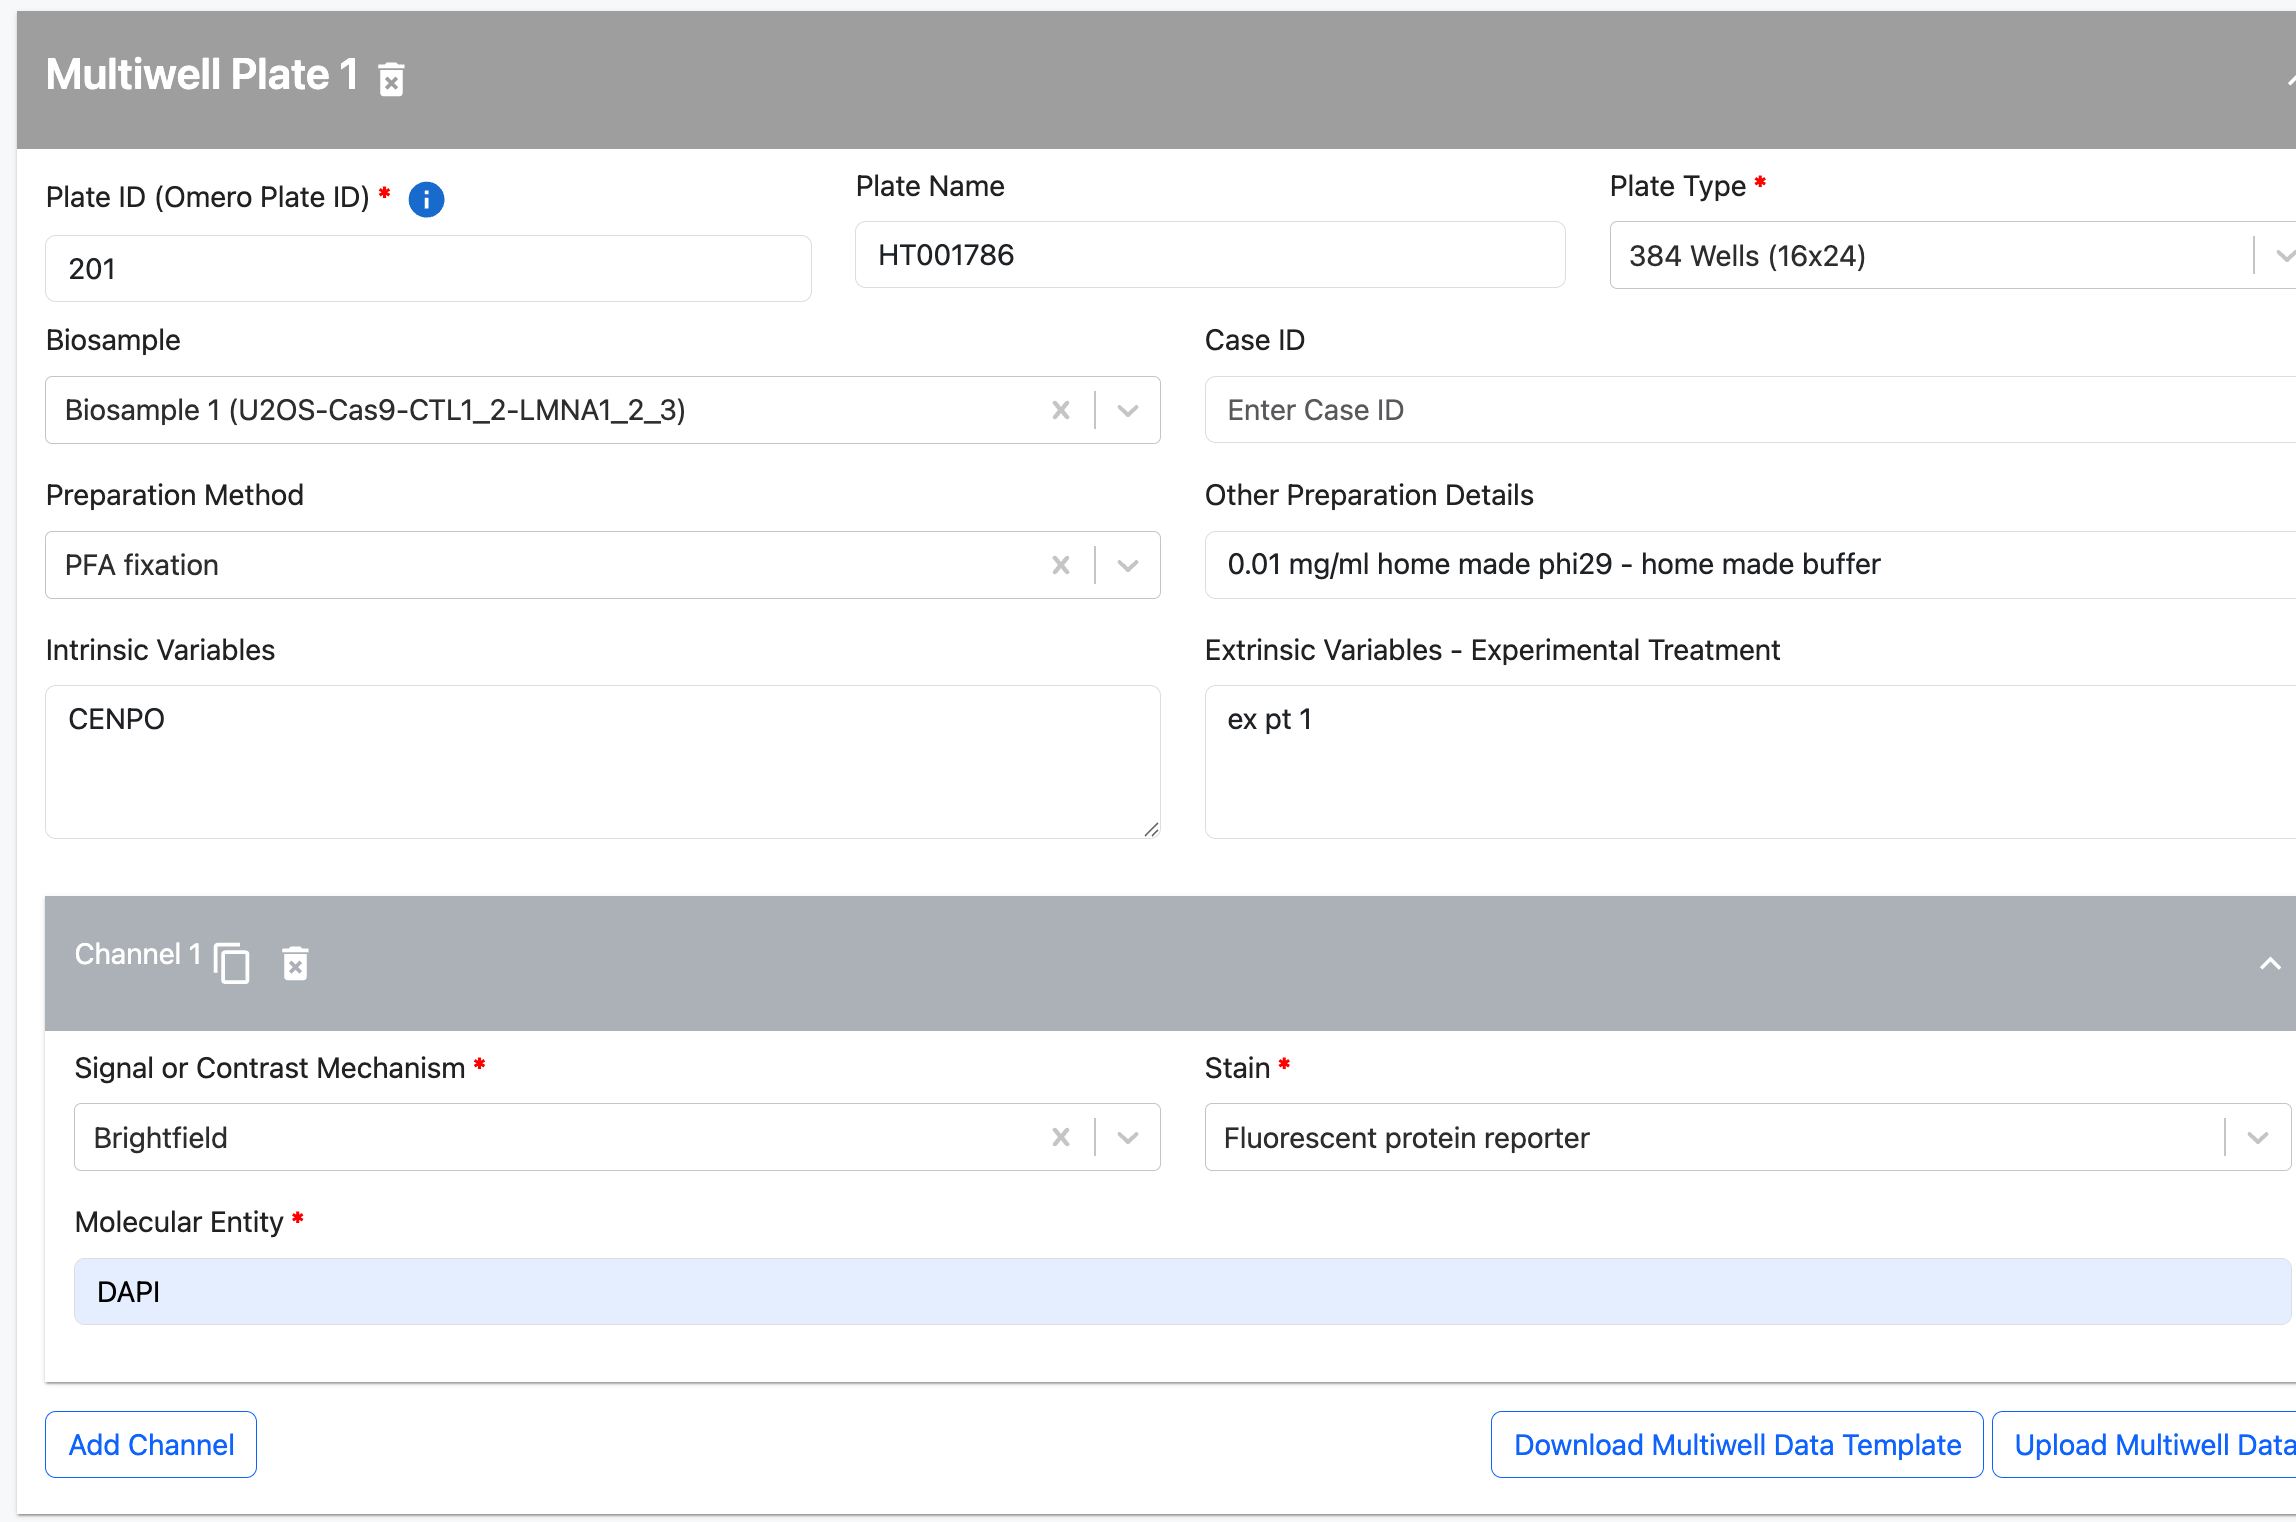 Multiwell Plate 1
Plate ID (Omero Plate ID) *
Plate Name
Plate Type *
201
HT001786
384 Wells (16x24)
Biosample
Case ID
Biosample 1 (U2OS-Cas9-CTL1_2-LMNA1_2_3)
Enter Case ID
Preparation Method
Other Preparation Details
PFA fixation
0.01 mg/ml home made phi29 - home made buffer
Intrinsic Variables
Extrinsic Variables - Experimental Treatment
CENPO
ex pt 1
Channel 1
Signal or Contrast Mechanism *
Stain *
Brightfield
Fluorescent protein reporter
Molecular Entity *
DAPI
Add Channel
Download Multiwell Data Template
Upload Multiwell Data